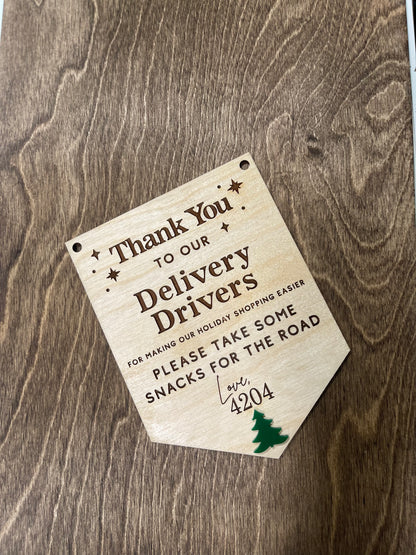 Thank You
TO OUR
Delivery
Drivers
FOR MAKING OUR HOLIDAY SHOPPING EASIER
PLEASE TAKE SOME
SNACKS FOR THE ROAD
Love,
4204